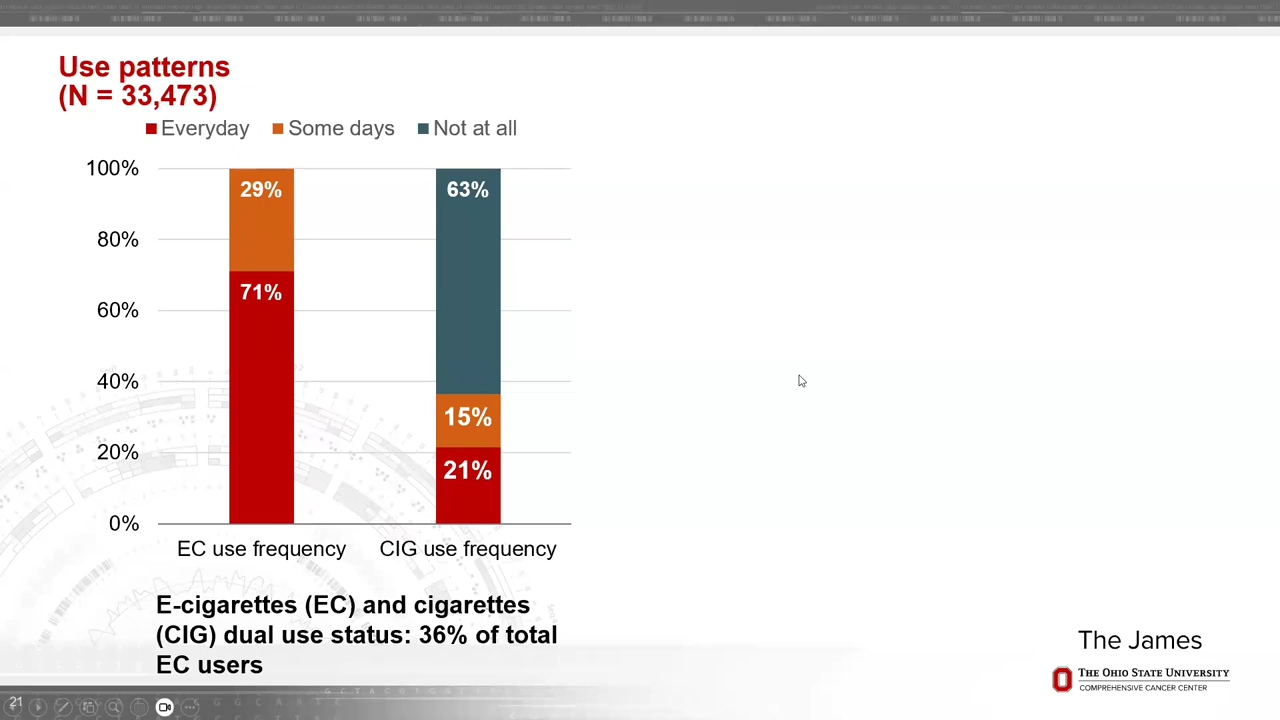 Use patterns
(N = 33,473)
Everyday Some days Not at all
100%
80%
60%
40%
20%
0%
29%
71%
63%
15%
21%
EC use frequency CIG use frequency
E-cigarettes (EC) and cigarettes
(CIG) dual use status: 36% of total
EC users
The James
THE OHIO STATE UNIVERSITY
COMPREHENSIVE CANCER CENTER
21